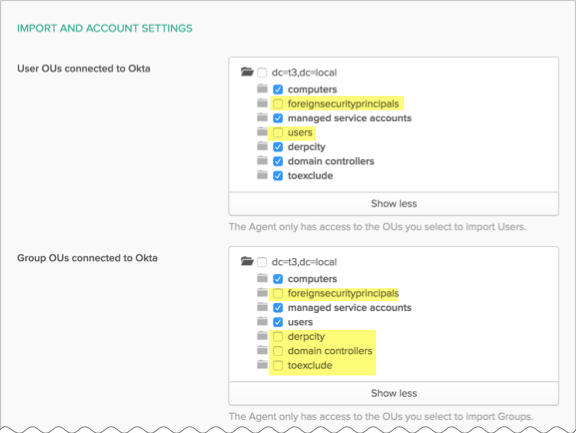 IMPORT AND ACCOUNT SETTINGS
User OUs connected to Okta
dc=t3,dc=local
computers
foreignsecurityprincipals
managed service accounts
users
derpcity
domain controllers
toexclude
Show less
The Agent only has access to the OUs you select to import Users.
Group OUs connected to Okta
dc=t3,dc=local
computers
foreignsecurityprincipals
managed service accounts
users
derpcity
domain controllers
toexclude
Show less
The Agent only has access to the OUs you select to import Groups.